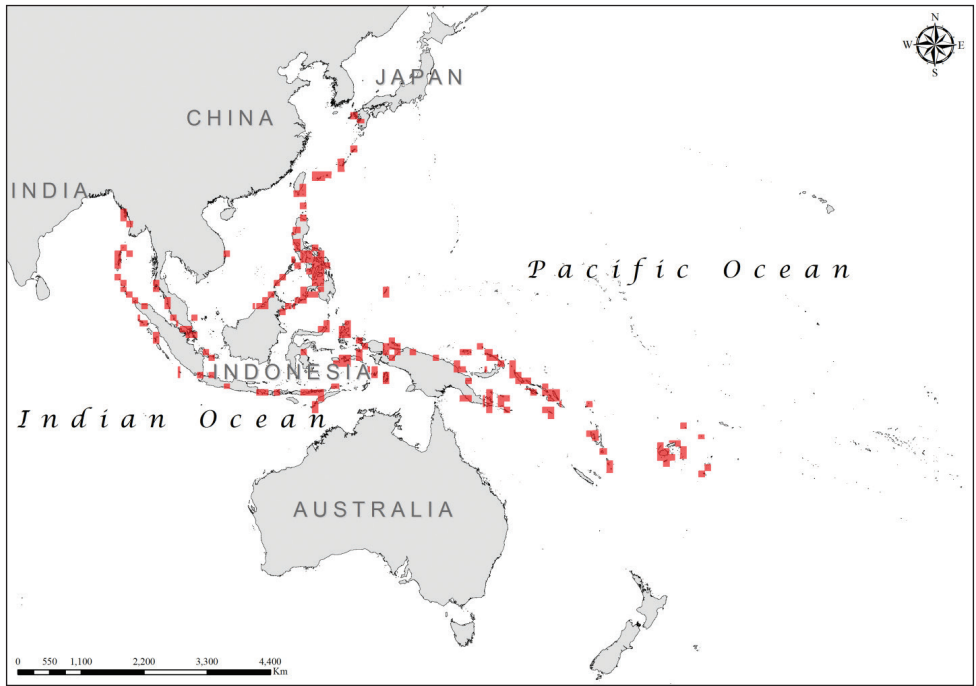 N
W E
S
JAPAN
CHINA
INDIA
Pacific Ocean
INDONESIA
Indian Ocean
AUSTRALIA
0 550 1,100 2,200 3,300 4,400
Km